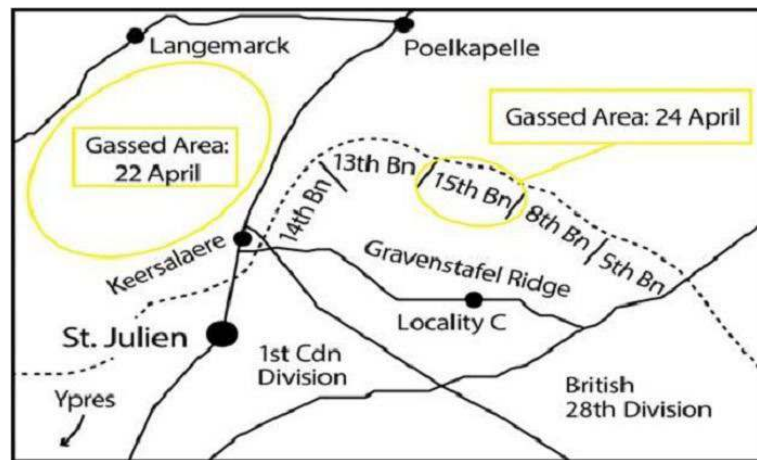 Langemarck
Poelkapelle
Gassed Area:
22 April
Gassed Area: 24 April
13th Bn
15th Bn
14th Bn
8th Bn
5th Bn
Keersalaere
Gravenstafel Ridge
Locality C
St. Julien
1st Cdn
Division
Ypres
British
28th Division